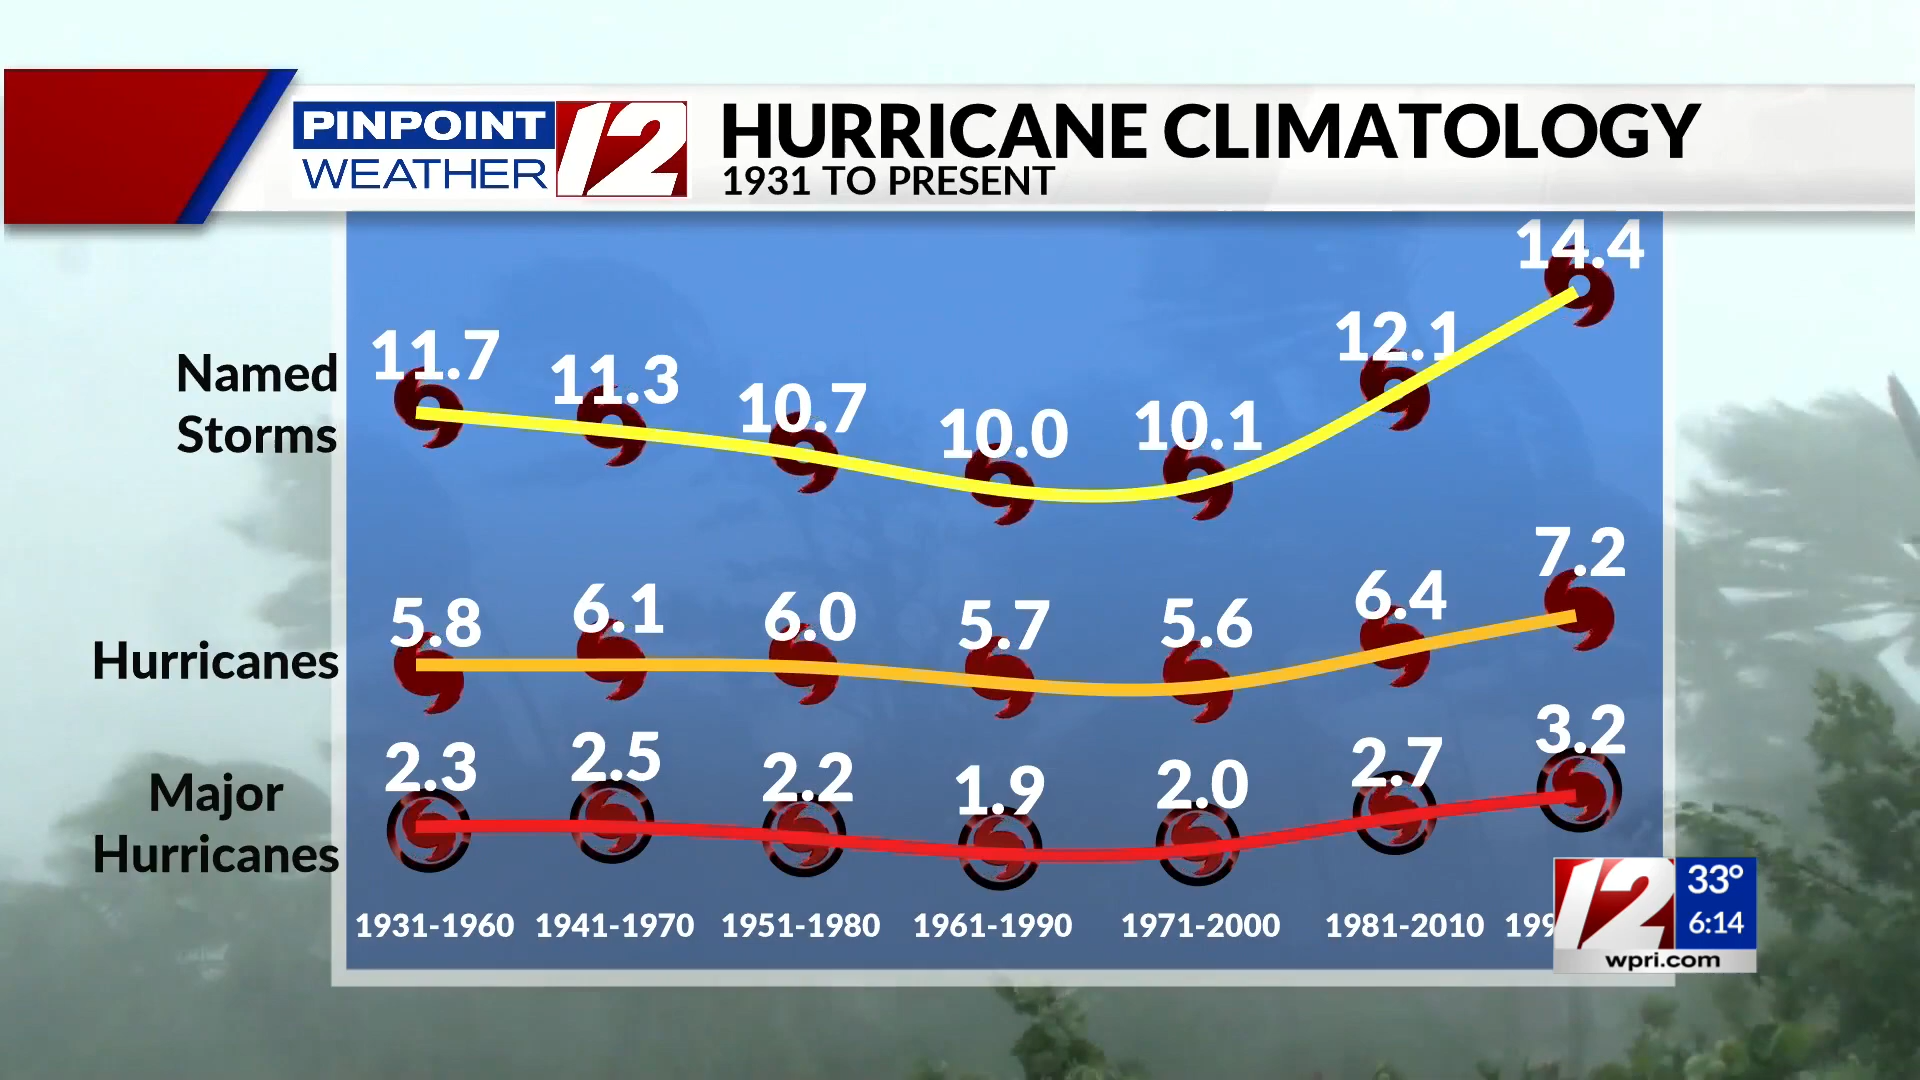 PINPOINT
WEATHER
12
HURRICANE CLIMATOLOGY
1931 TO PRESENT
Named
Storms
11.7 11.3 10.7 10.0 10.1 12.1 14.4
Hurricanes
5.8 6.1 6.0 5.7 5.6 6.4 7.2
Major
Hurricanes
2.3 2.5 2.2 1.9 2.0 2.7 3.2
1931-1960 1941-1970 1951-1980 1961-1990 1971-2000 1981-2010
12
33°
6:14
wpri.com